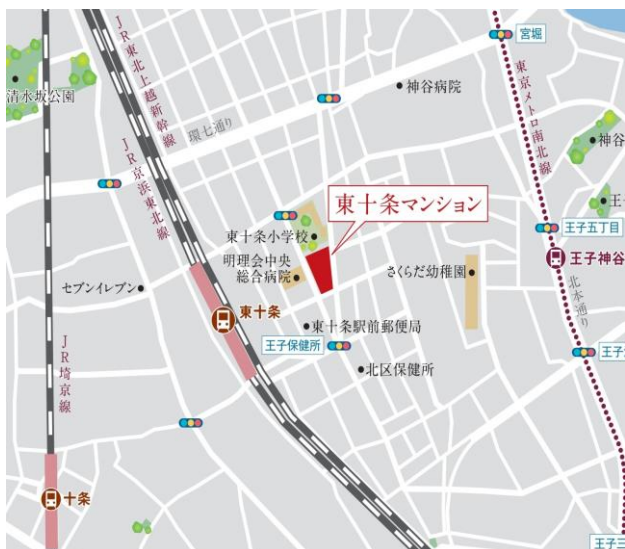 宮堀
神谷病院
清水坂公園
JR東北上越新幹線
環七通り
東京メトロ南北線
神谷
JR京浜東北線
東十条マンション
王子五丁目
東十条小学校
明理会中央
総合病院
さくらだ幼稚園
王子神谷
セブンイレブン
東十条
北本通り
東十条駅前郵便局
王子保健所
JR埼京線
北区保健所
十条
王子三